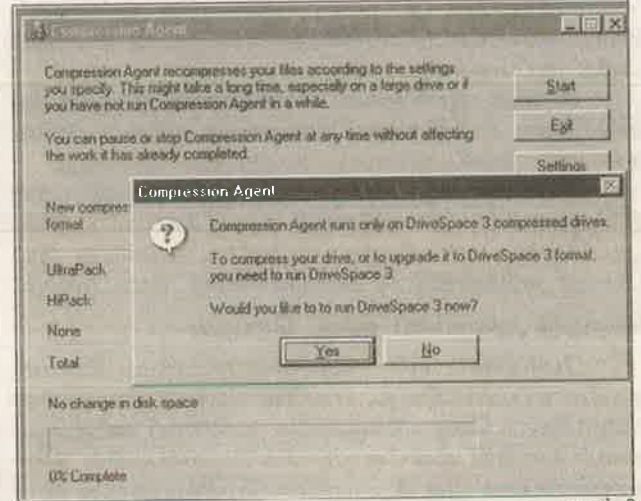 Compression Agent
Compression Agent recompresses your files according to the settings
you specify. This might take a long time, especially on a large drive or if
you have not run Compression Agent in a while.
You can pause or stop Compression Agent at any time without affecting
the work it has already completed.
Start
Exit
Settings
New compres
format
UltraPack
HiPack
None
Total
Compression Agent
Compression Agent runs only on DriveSpace 3 compressed drives.
To compress your drive, or to upgrade it to DriveSpace 3 format,
you need to run DriveSpace 3.
Would you like to to run DriveSpace 3 now?
Yes
No
No change in disk space
0% Complete